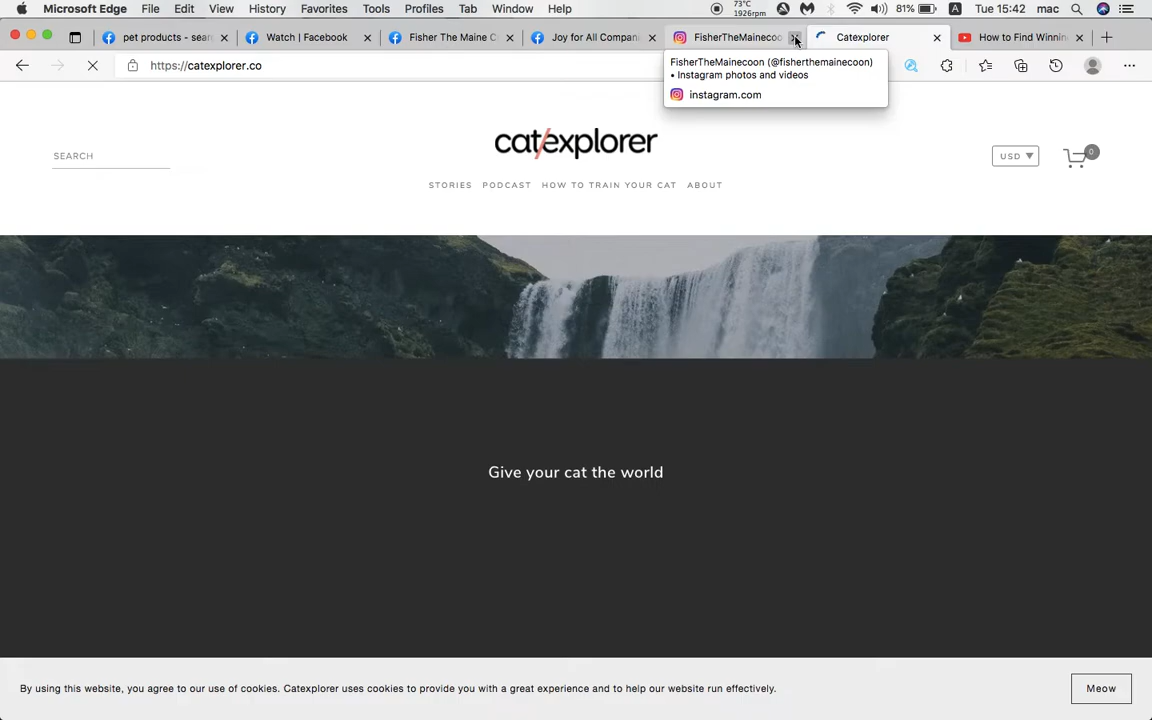 Microsoft Edge File Edit View History Favorites Tools Profiles Tab Window Help 73°C 1926rpm 81% A Tue 15:42 mac
pet products - sear Watch | Facebook Fisher The Maine C Joy for All Compan FisherTheMainecoo Catexplorer How to Find Winnin
https://catexplorer.co
FisherTheMainecoon (@fisherthemainecoon)
• Instagram photos and videos
instagram.com
cat/explorer
SEARCH
USD ▼
0
STORIES PODCAST HOW TO TRAIN YOUR CAT ABOUT
Give your cat the world
By using this website, you agree to our use of cookies. Catexplorer uses cookies to provide you with a great experience and to help our website run effectively.
Meow